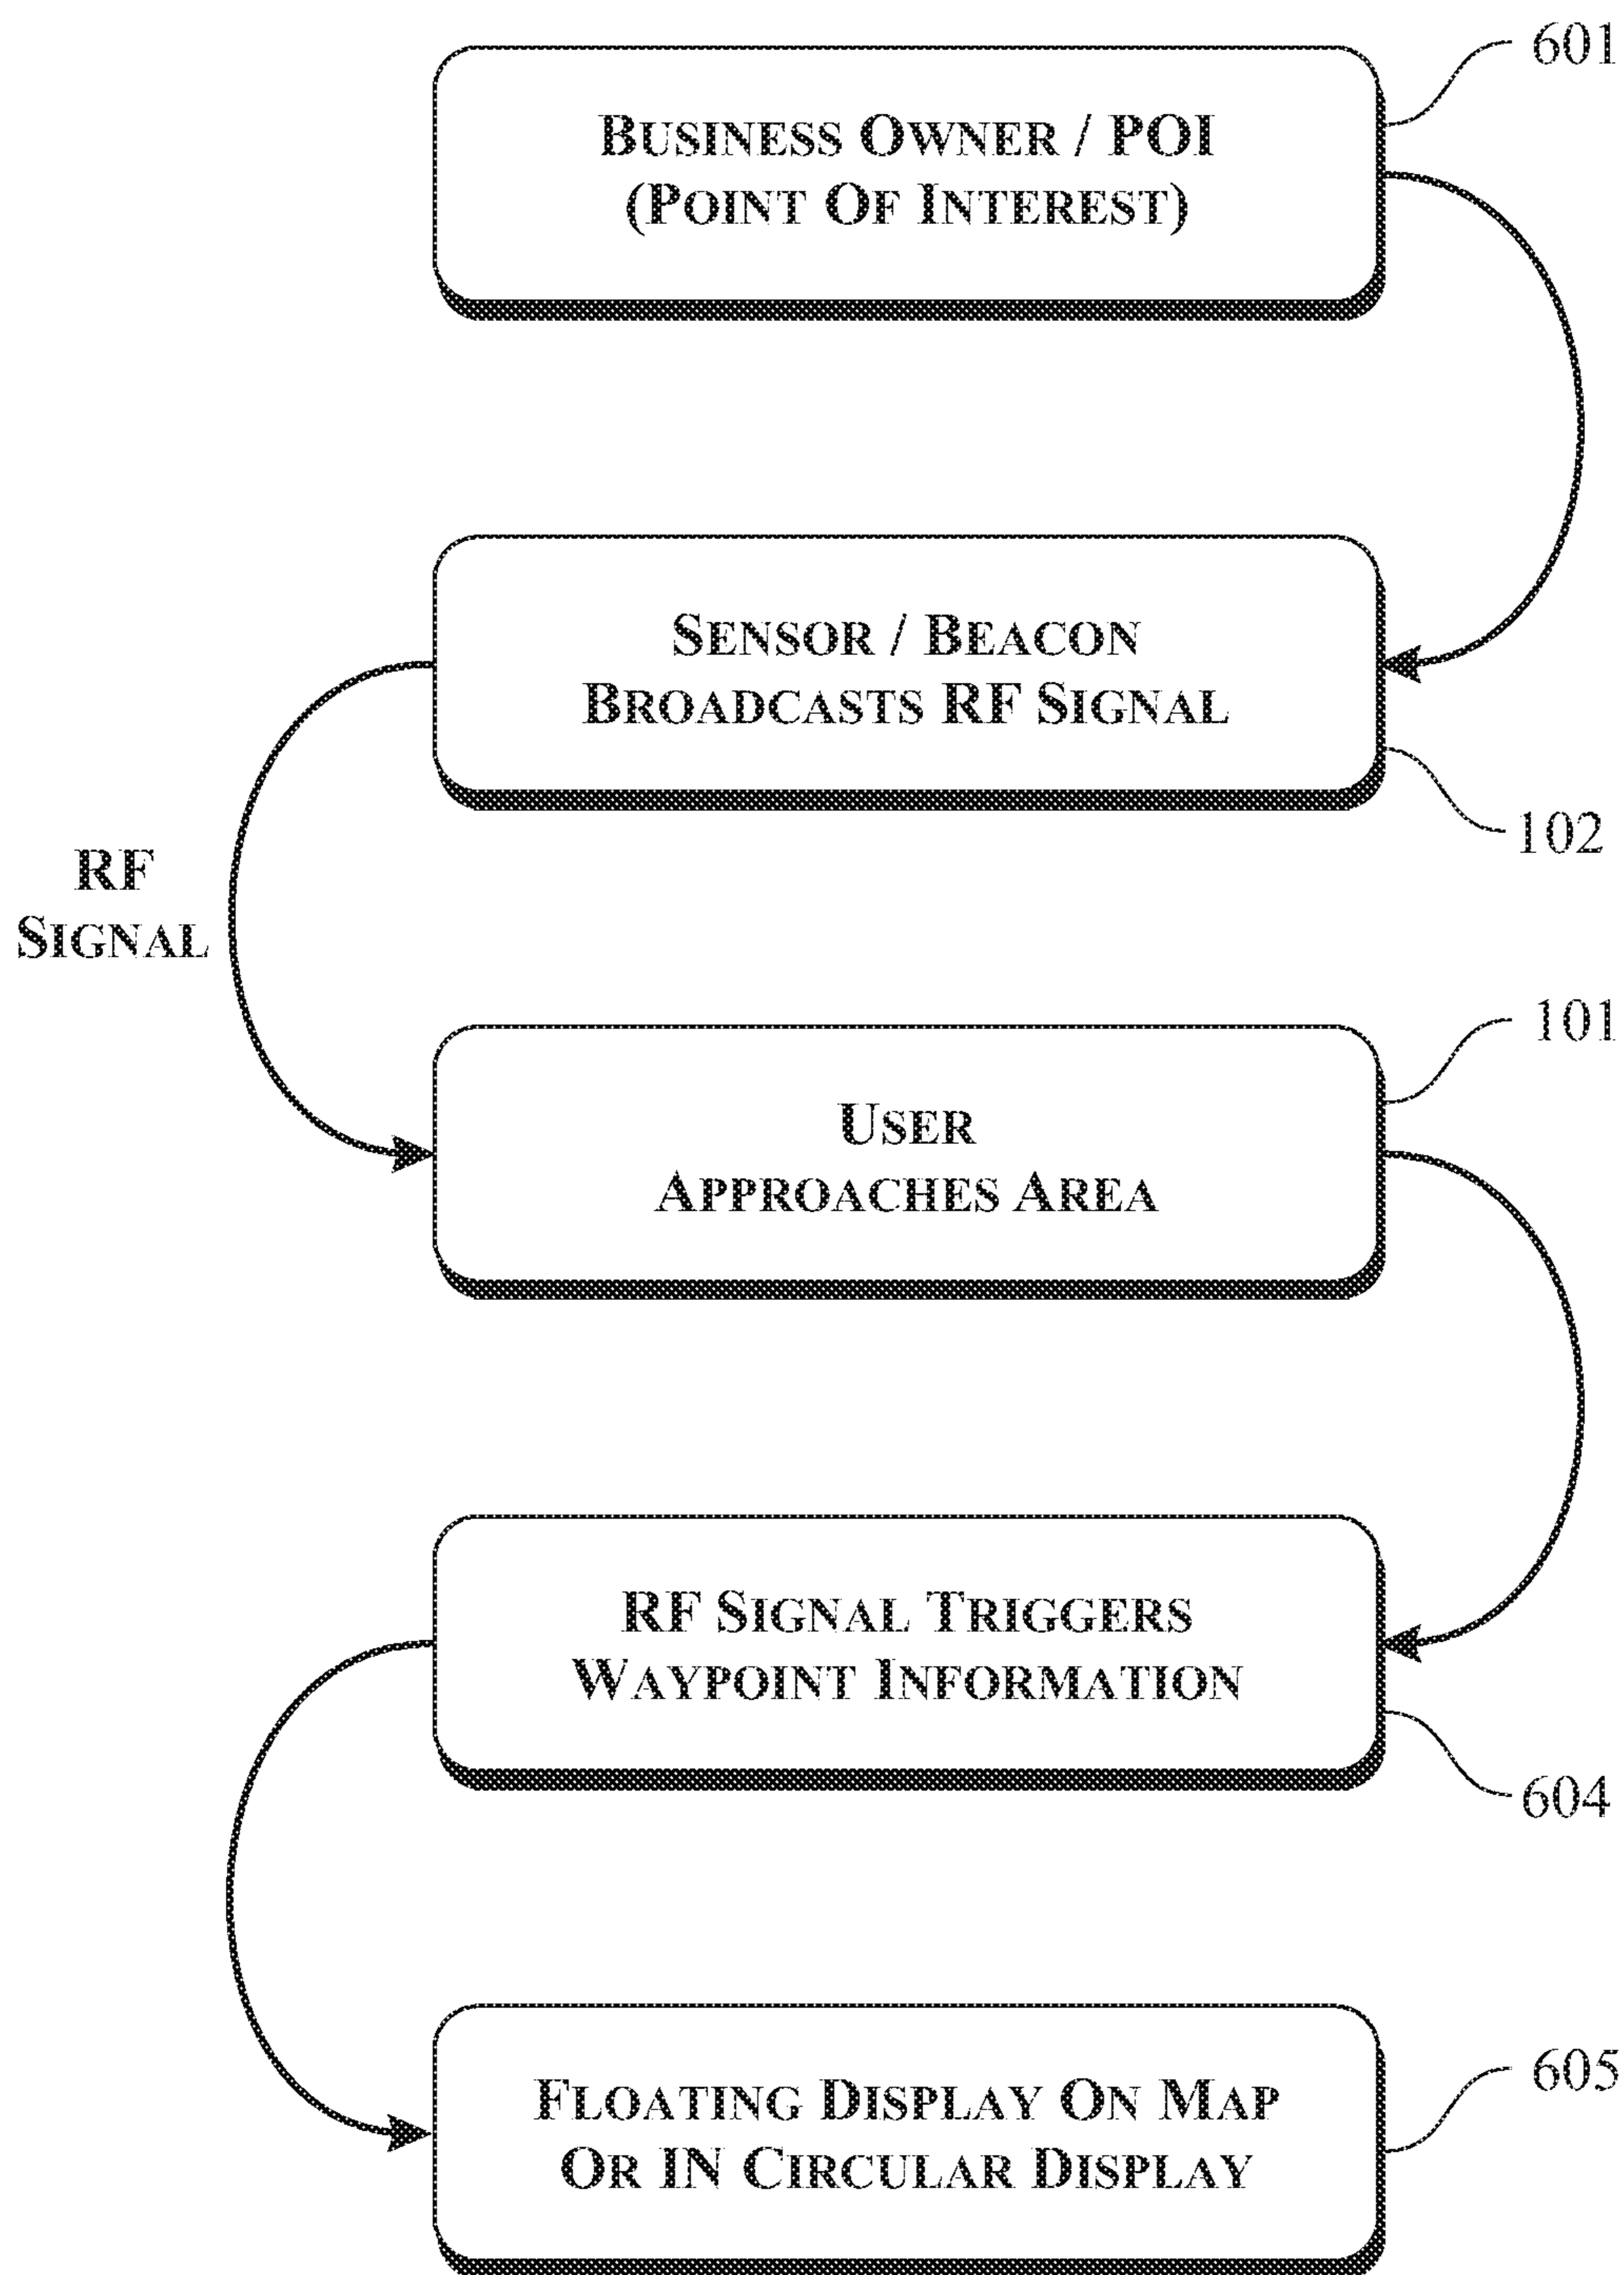 601
BUSINESS OWNER / POI
(POINT OF INTEREST)
SENSOR / BEACON
BROADCASTS RF SIGNAL
102
RF
SIGNAL
101
USER
APPROACHES AREA
RF SIGNAL TRIGGERS
WAYPOINT INFORMATION
604
605
FLOATING DISPLAY ON MAP
OR IN CIRCULAR DISPLAY